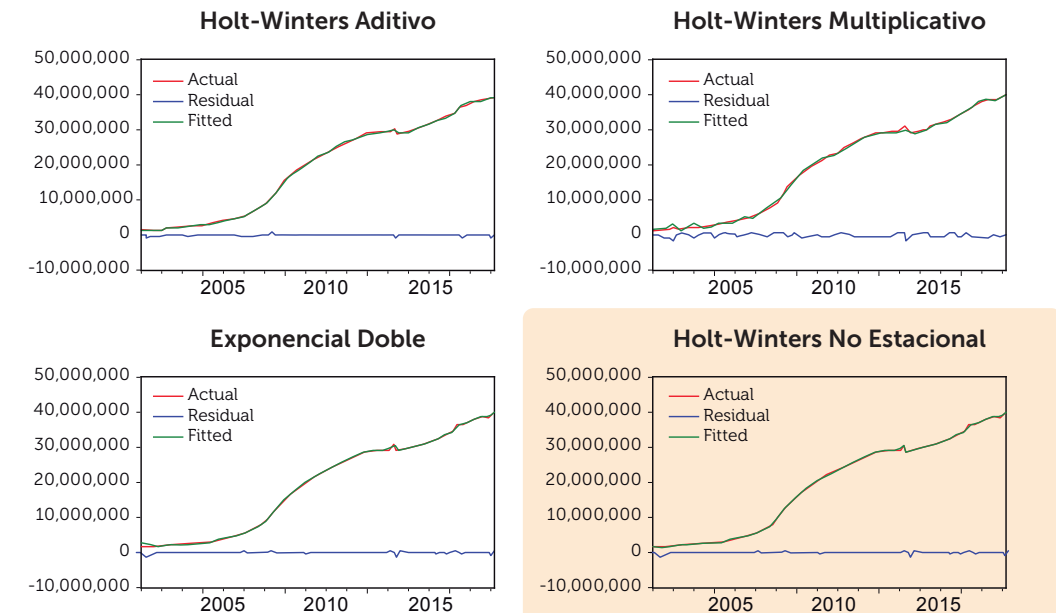 Holt-Winters Aditivo
50,000,000
40,000,000
30,000,000
20,000,000
10,000,000
0
-10,000,000
Actual
Residual
Fitted
2005 2010 2015
Holt-Winters Multiplicativo
50,000,000
40,000,000
30,000,000
20,000,000
10,000,000
0
-10,000,000
Actual
Residual
Fitted
2005 2010 2015
Exponencial Doble
50,000,000
40,000,000
30,000,000
20,000,000
10,000,000
0
-10,000,000
Actual
Residual
Fitted
2005 2010 2015
Holt-Winters No Estacional
50,000,000
40,000,000
30,000,000
20,000,000
10,000,000
0
-10,000,000
Actual
Residual
Fitted
2005 2010 2015